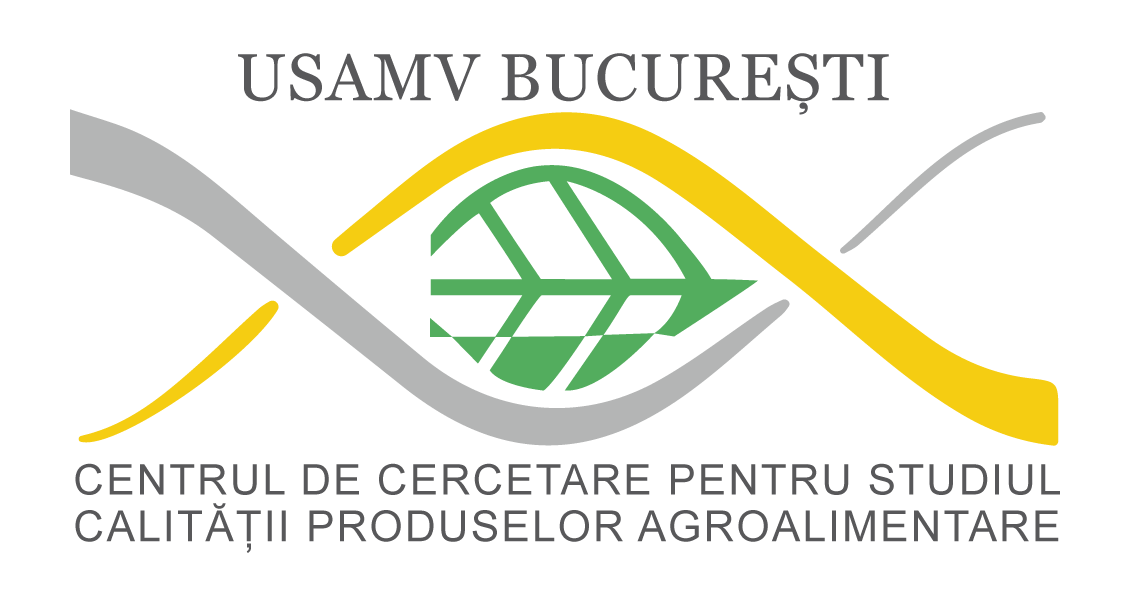 USAMV BUCUREȘTI
CENTRUL DE CERCETARE PENTRU STUDIUL
CALITĂȚII PRODUSELOR AGROALIMENTARE